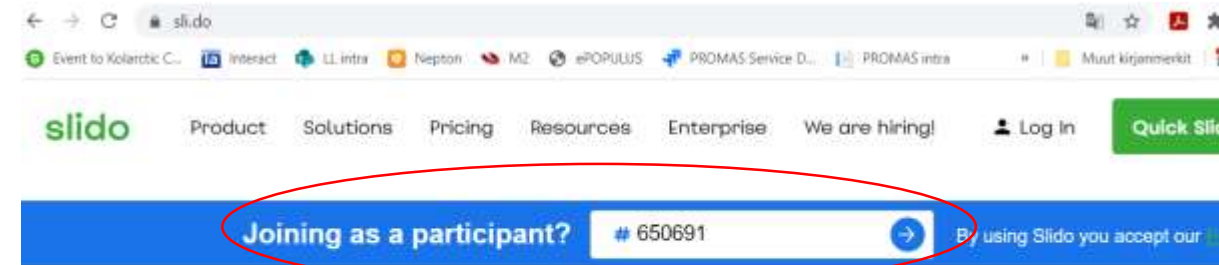 sli.do
Event to Kolarctic C... Interact LL intra Nepton M2 ePOPULUS PROMAS Service D... PROMAS intra » Muut kirjanmerkit
slido Product Solutions Pricing Resources Enterprise We are hiring! Log In Quick Slid
Joining as a participant? # 650691 By using Slido you accept our